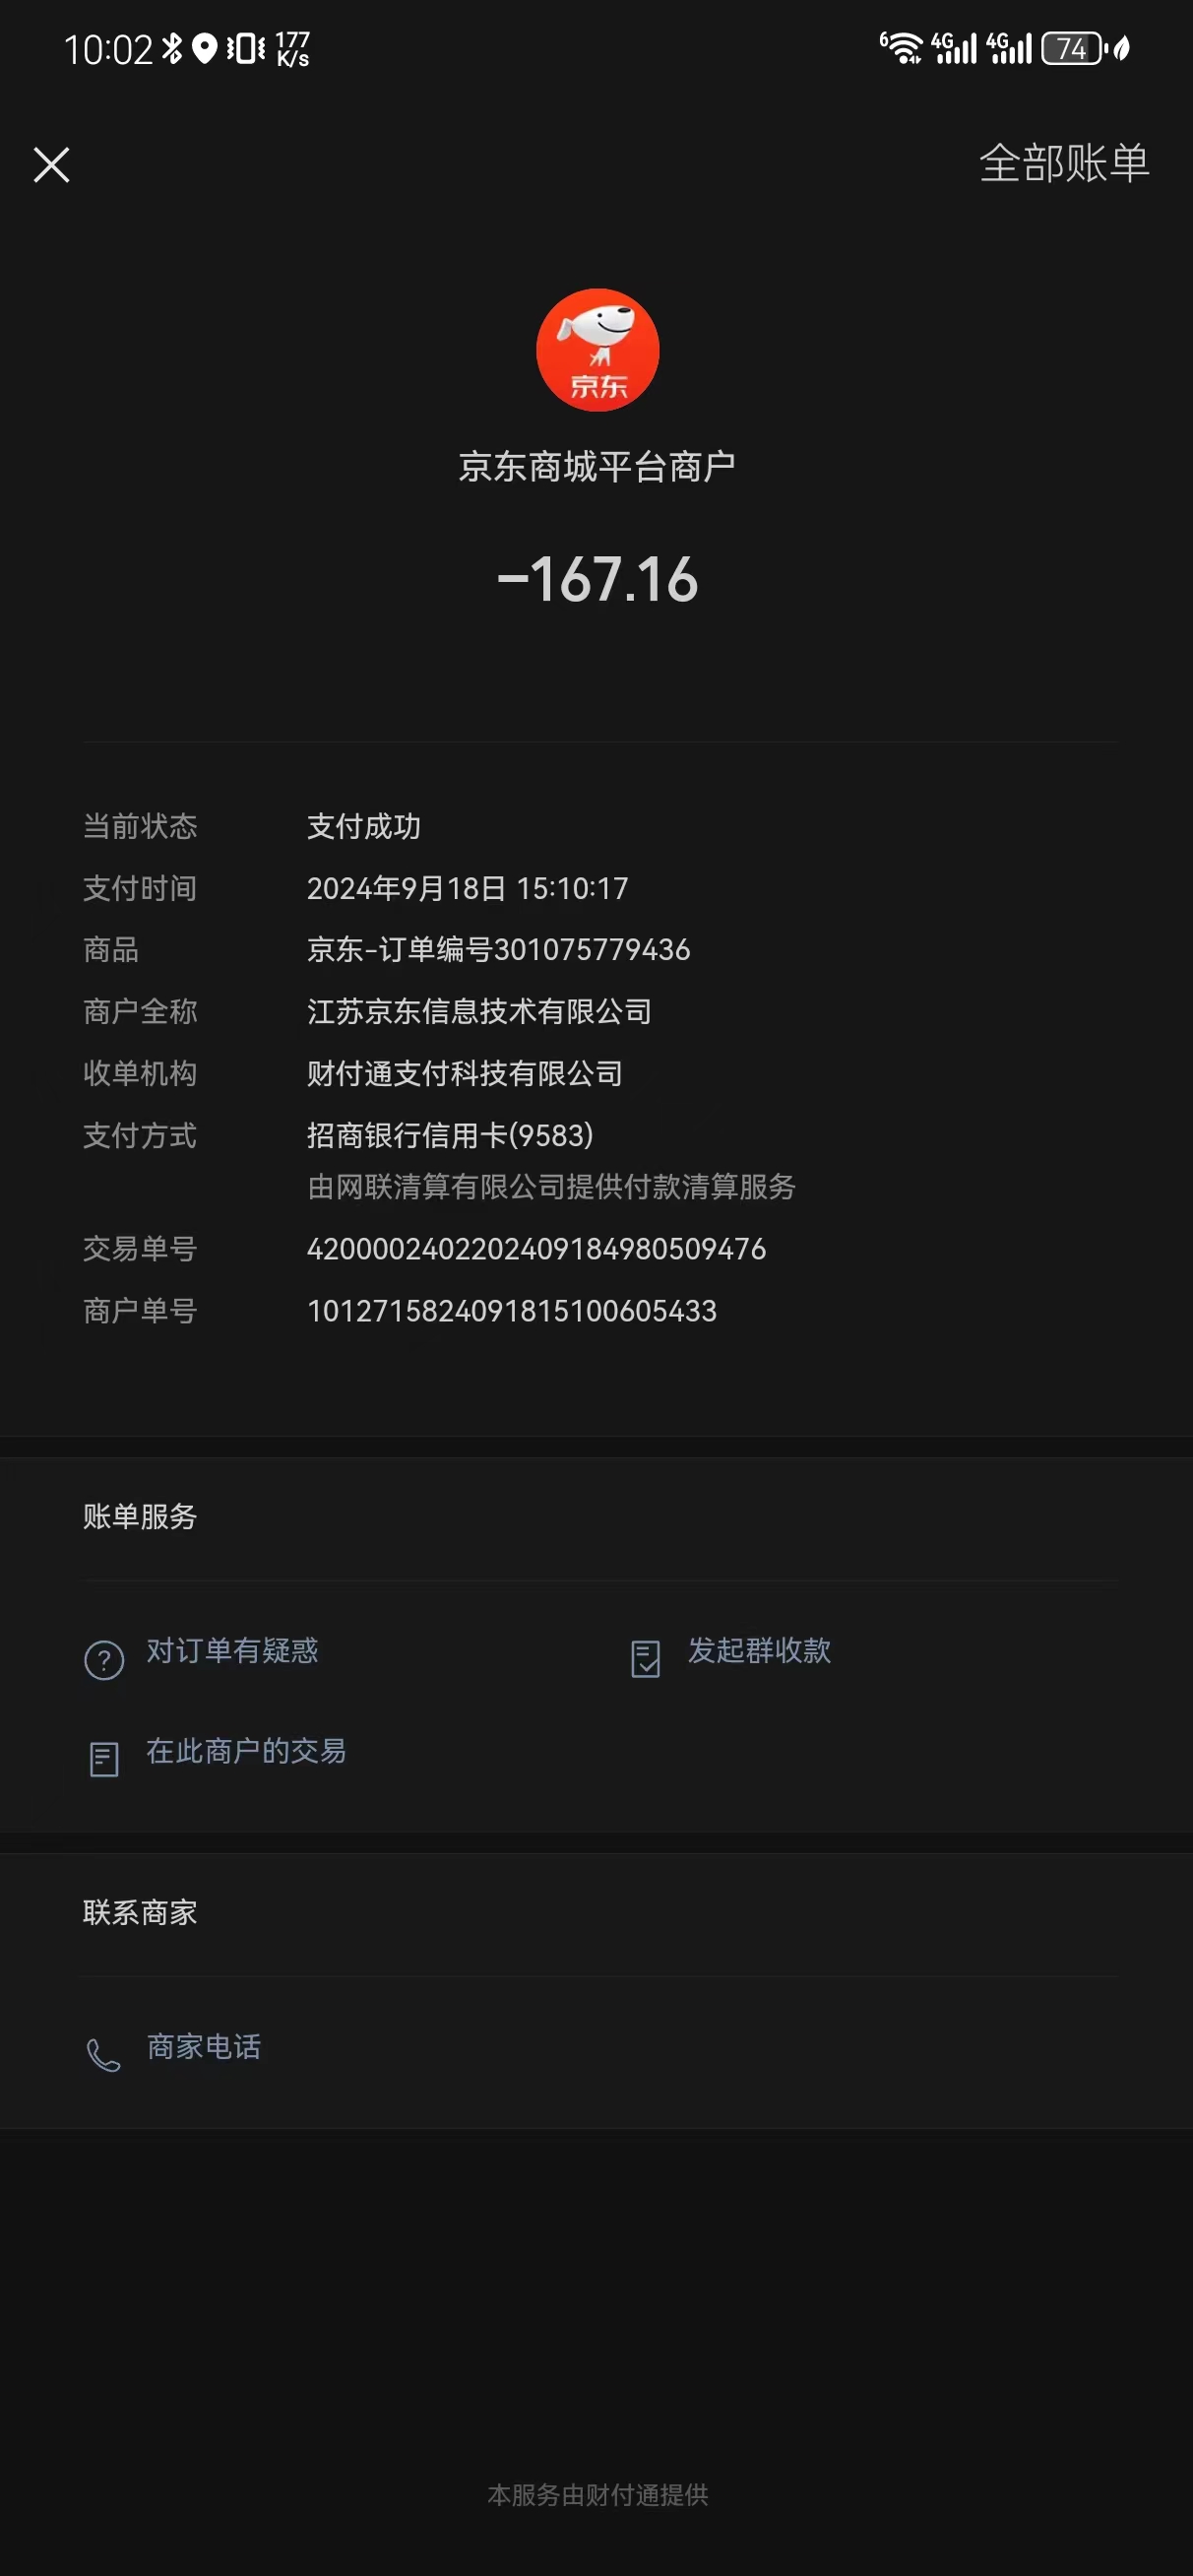 10:02 177 K/s 6 4G 4G 74
全部账单
京东
京东商城平台商户
-167.16
当前状态 支付成功
支付时间 2024年9月18日 15:10:17
商品 京东-订单编号301075779436
商户全称 江苏京东信息技术有限公司
收单机构 财付通支付科技有限公司
支付方式 招商银行信用卡(9583)
由网联清算有限公司提供付款清算服务
交易单号 4200002402202409184980509476
商户单号 1012715824091815100605433
账单服务
对订单有疑惑 发起群收款
在此商户的交易
联系商家
商家电话
本服务由财付通提供